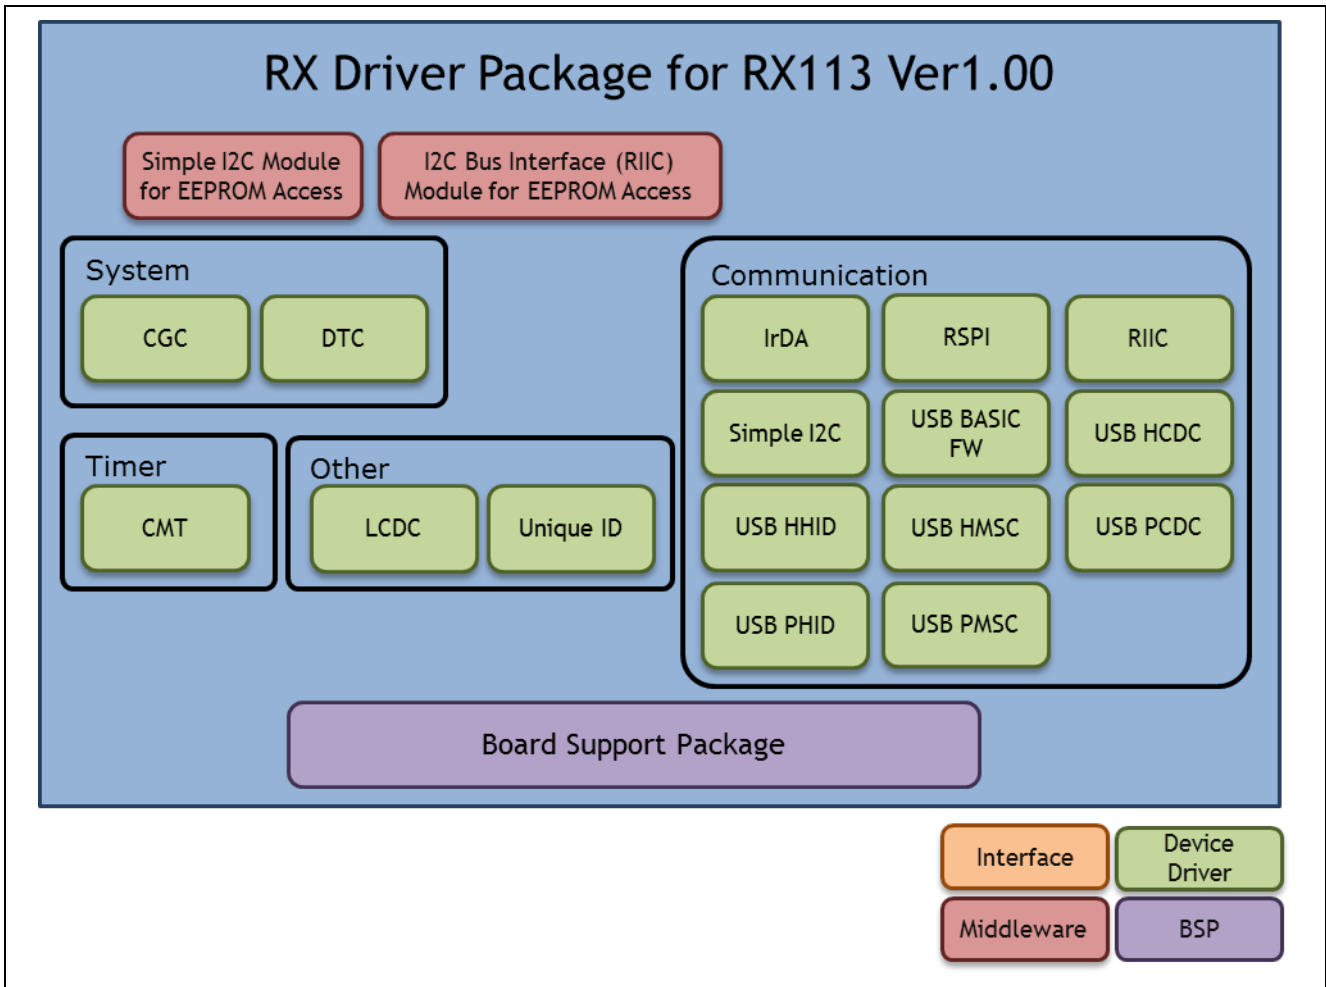 RX Driver Package for RX113 Ver1.00
Simple I2C Module
for EEPROM Access
I2C Bus Interface (RIIC)
Module for EEPROM Access
System
CGC
DTC
Timer
CMT
Other
LCDC
Unique ID
Communication
IrDA
RSPI
RIIC
Simple I2C
USB BASIC
FW
USB HCDC
USB HHID
USB HMSC
USB PCDC
USB PHID
USB PMSC
Board Support Package
Interface
Device
Driver
Middleware
BSP